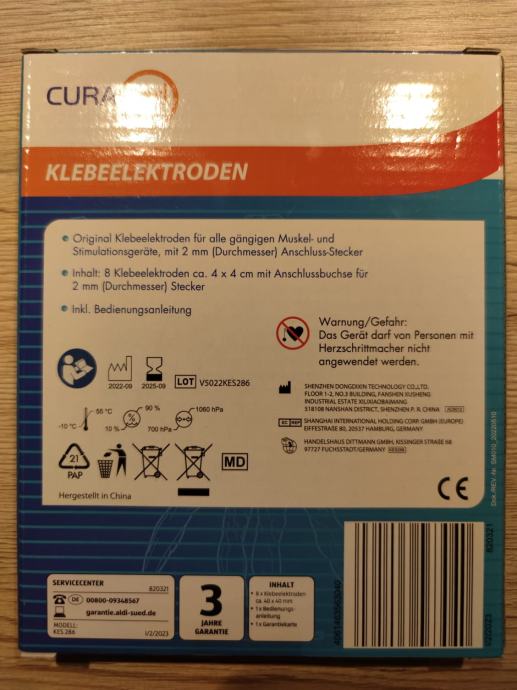 CURA
KLEBEELEKTRODEN
Original Klebeelektroden für alle gängigen Muskel- und
Stimulationsgeräte, mit 2 mm (Durchmesser) Anschluss-Stecker
Inhalt: 8 Klebeelektroden ca. 4 x 4 cm mit Anschlussbuchse für
2 mm (Durchmesser) Stecker
Inkl. Bedienungsanleitung
Warnung/Gefahr:
Das Gerät darf von Personen mit
Herzschrittmacher nicht
angewendet werden.
2022-09
2025-09
LOT V5022KES286
-10 °C
55 °C
10 %
90 %
700 hPa
1060 hPa
SHENZHEN DONGDIXIN TECHNOLOGY CO.,LTD.
FLOOR 1-2, NO.3 BUILDING, FANSHEN XUSHENG
INDUSTRIAL ESTATE XILIXIAOBAIMANG
518108 NANSHAN DISTRICT, SHENZHEN P. R. CHINA
EC REP
SHANGHAI INTERNATIONAL HOLDING CORP. GMBH (EUROPE)
EIFFESTRAßE 80, 20537 HAMBURG, GERMANY
HANDELSHAUS DITTMANN GMBH, KISSINGER STRAßE 68
97727 FUCHSSTADT/GERMANY
21
PAP
MD
CE
Hergestellt in China
Dok./REV.-Nr. SM010_20220510
SERVICECENTER
820321
DE 00800-09348567
garantie.aldi-sued.de
MODELL:
KES 286
I/2/2023
3
JAHRE
GARANTIE
INHALT
8 x Klebeelektroden
ca. 40 x 40 mm
1 x Bedienungs-
anleitung
1 x Garantiekarte
820321